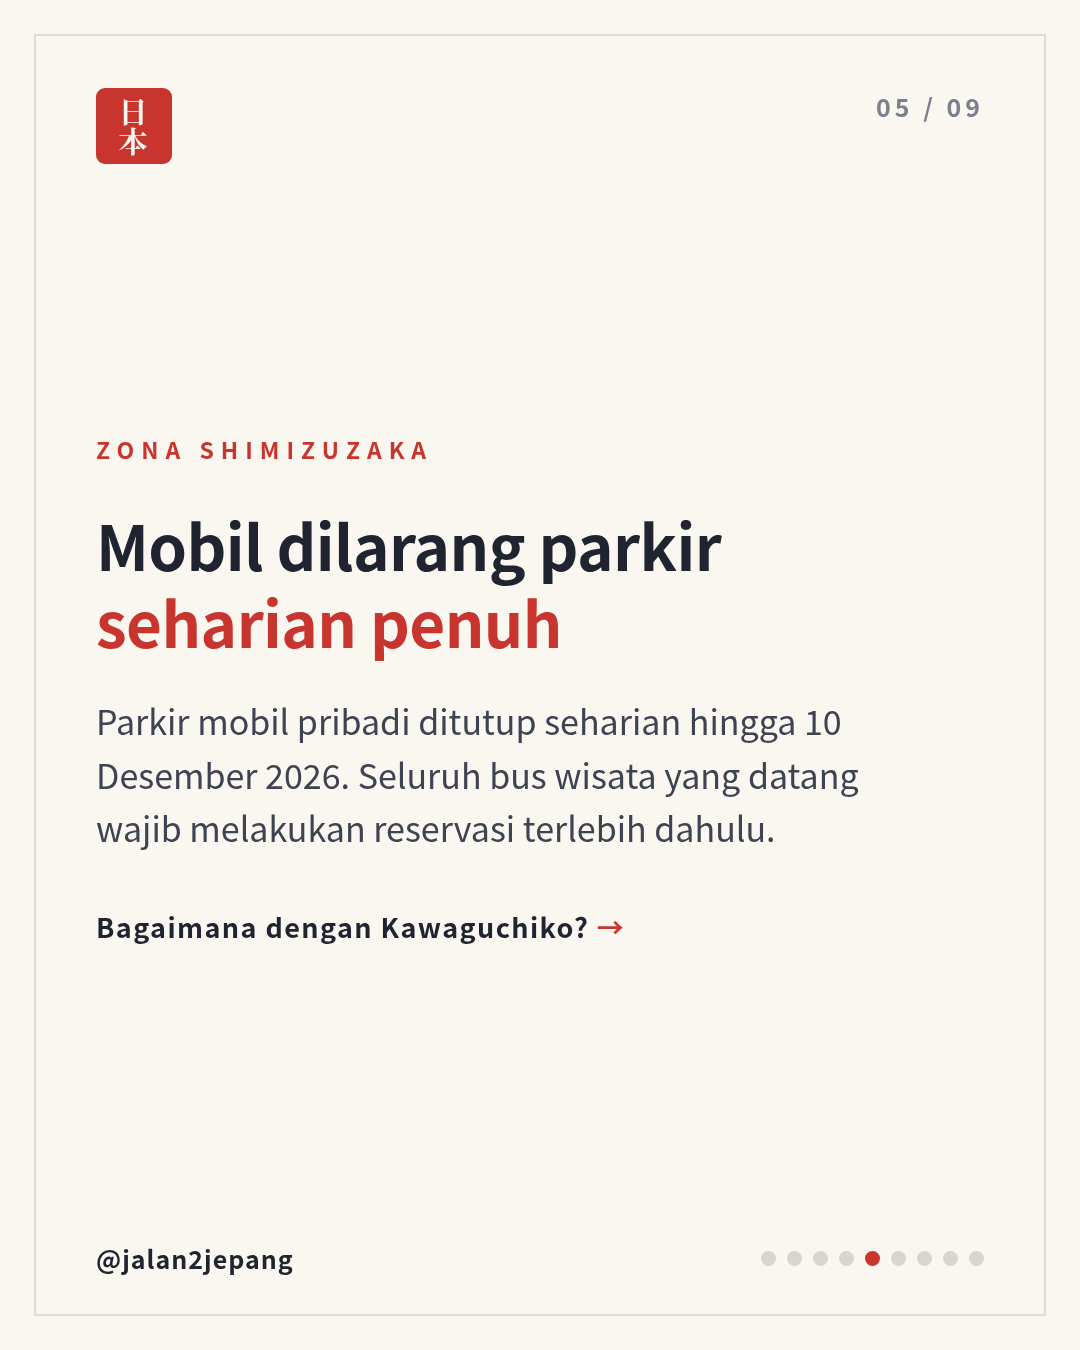 日
本
05 / 09
ZONA SHIMIZUZAKA
Mobil dilarang parkir
seharian penuh
Parkir mobil pribadi ditutup seharian hingga 10
Desember 2026. Seluruh bus wisata yang datang
wajib melakukan reservasi terlebih dahulu.
Bagaimana dengan Kawaguchiko? →
@jalan2jepang